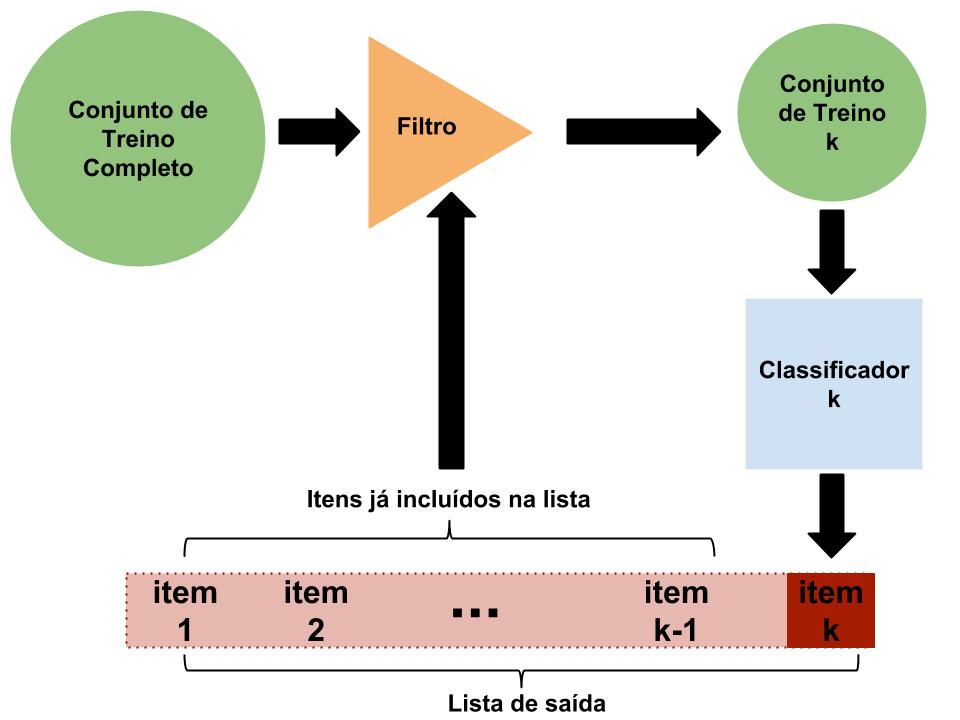 Conjunto de
Treino
Completo
Filtro
Conjunto
de Treino
k
Classificador
k
Itens já incluídos na lista
item
1
item
2
...
item
k-1
item
k
Lista de saída